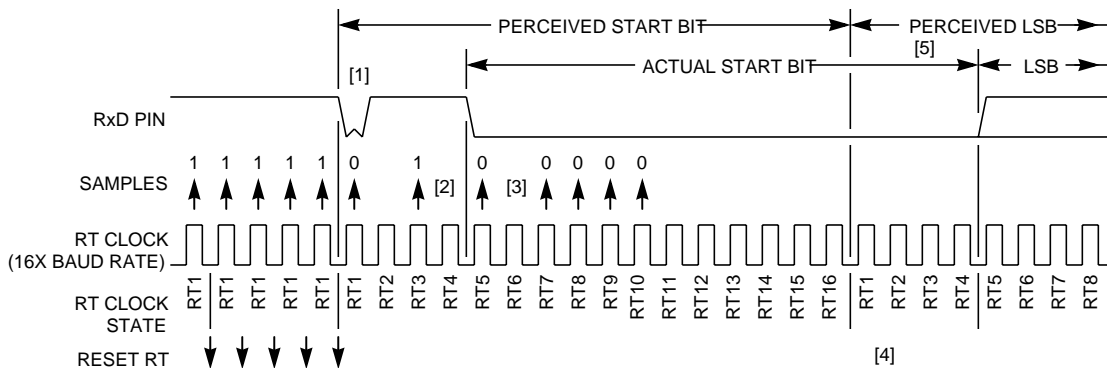 PERCEIVED START BIT PERCEIVED LSB
[1] ACTUAL START BIT [5] LSB
RxD PIN
SAMPLES 1 1 1 1 1 0 1 [2] 0 [3] 0 0 0 0
RT CLOCK
(16X BAUD RATE)
RT CLOCK
STATE
RT1 RT1 RT1 RT1 RT1 RT1 RT2 RT3 RT4 RT5 RT6 RT7 RT8 RT9 RT10 RT11 RT12 RT13 RT14 RT15 RT16 RT1 RT2 RT3 RT4 RT5 RT6 RT7 RT8
RESET RT [4]